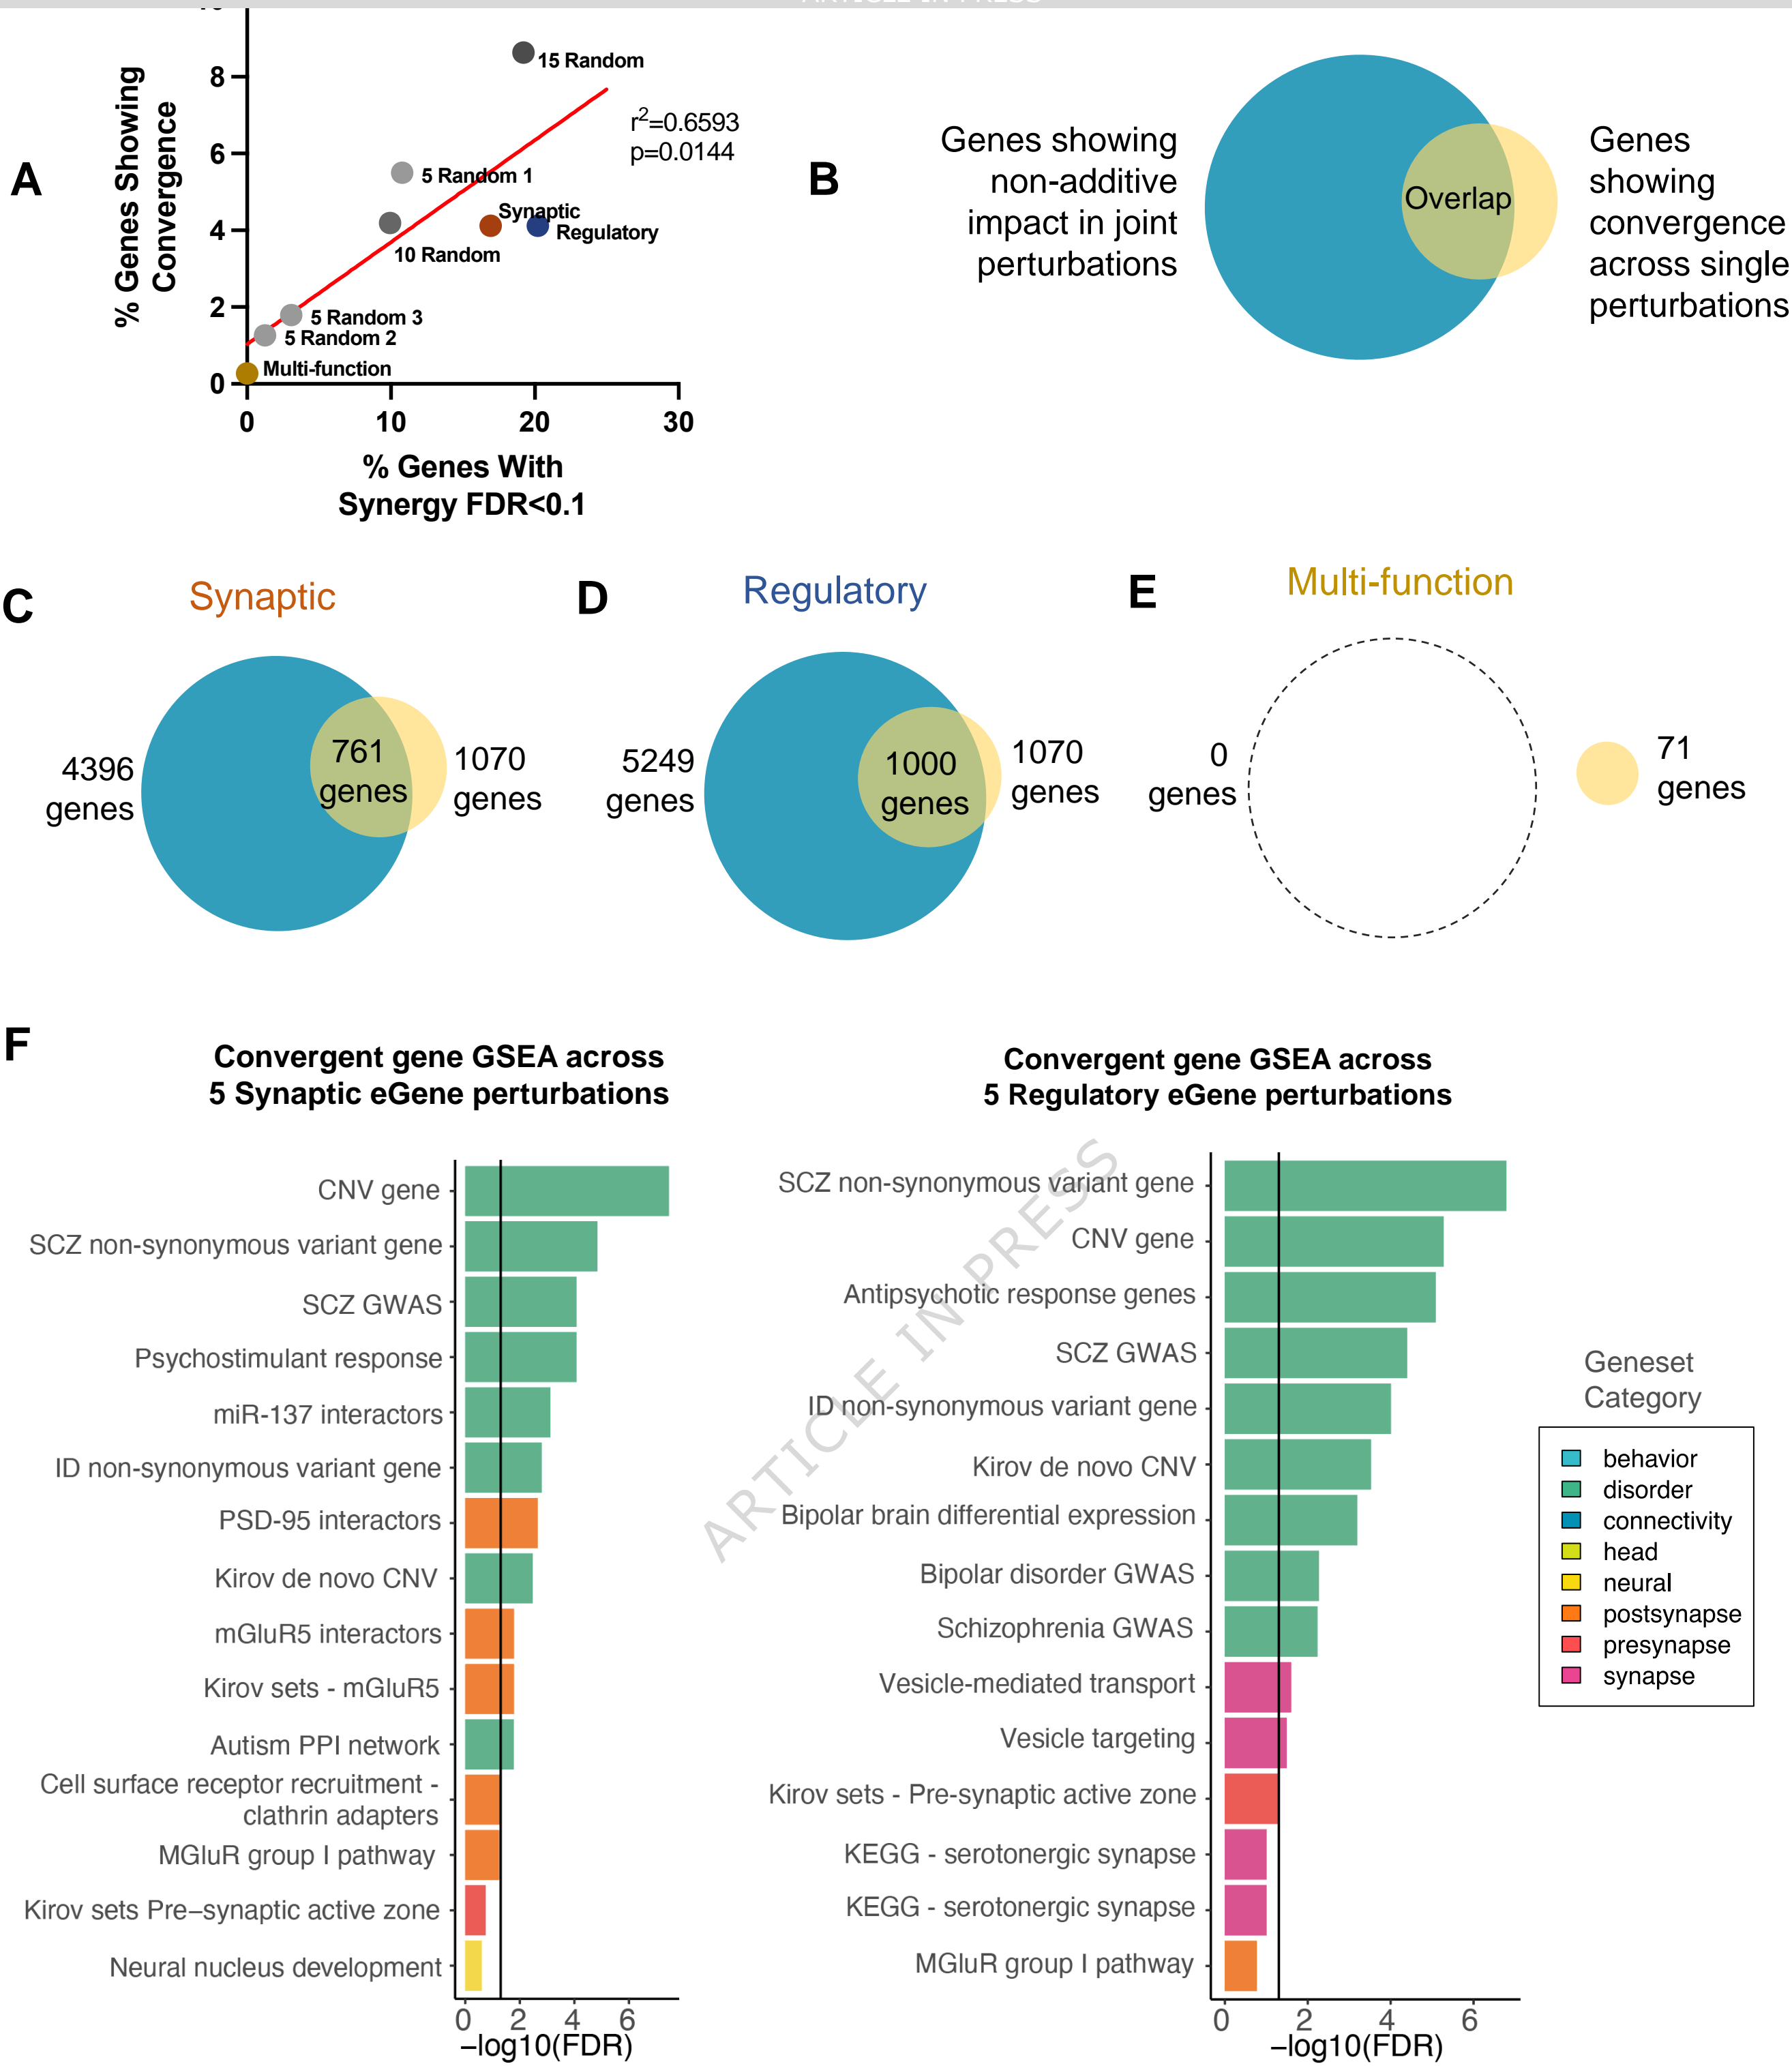 ARTICLE IN PRESS
A
% Genes Showing
Convergence
10
8
6
4
2
0
0
10
20
30
% Genes With
Synergy FDR<0.1
15 Random
r²=0.6593
p=0.0144
5 Random 1
Synaptic
Regulatory
10 Random
5 Random 3
5 Random 2
Multi-function
B
Genes showing
non-additive
impact in joint
perturbations
Overlap
Genes
showing
convergence
across single
perturbations
C
Synaptic
4396
genes
761
genes
1070
genes
D
Regulatory
5249
genes
1000
genes
1070
genes
E
Multi-function
0
genes
71
genes
F
Convergent gene GSEA across
5 Synaptic eGene perturbations
CNV gene
SCZ non-synonymous variant gene
SCZ GWAS
Psychostimulant response
miR-137 interactors
ID non-synonymous variant gene
PSD-95 interactors
Kirov de novo CNV
mGluR5 interactors
Kirov sets - mGluR5
Autism PPI network
Cell surface receptor recruitment -
clathrin adapters
MGluR group I pathway
Kirov sets Pre–synaptic active zone
Neural nucleus development
0
2
4
6
−log10(FDR)
Convergent gene GSEA across
5 Regulatory eGene perturbations
SCZ non-synonymous variant gene
CNV gene
Antipsychotic response genes
SCZ GWAS
ID non-synonymous variant gene
Kirov de novo CNV
Bipolar brain differential expression
Bipolar disorder GWAS
Schizophrenia GWAS
Vesicle-mediated transport
Vesicle targeting
Kirov sets - Pre-synaptic active zone
KEGG - serotonergic synapse
KEGG - serotonergic synapse
MGluR group I pathway
0
2
4
6
−log10(FDR)
ARTICLE IN PRESS
Geneset
Category
behavior
disorder
connectivity
head
neural
postsynapse
presynapse
synapse